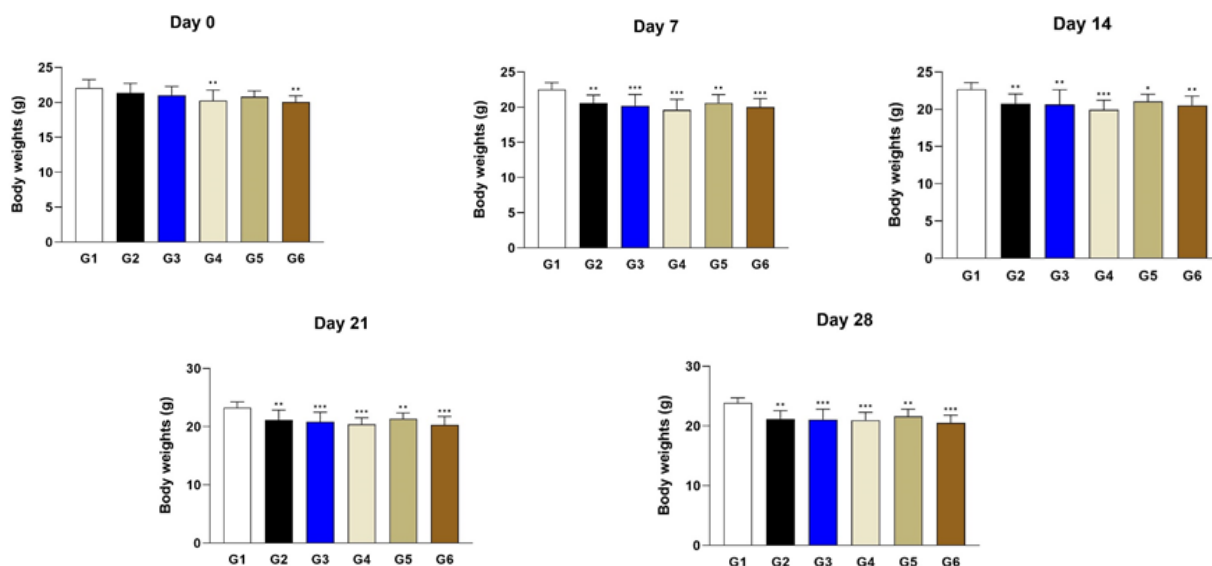 Day 0
Body weights (g)
25
20
15
10
5
0
** **
G1 G2 G3 G4 G5 G6
Day 7
Body weights (g)
25
20
15
10
5
0
** *** *** ** ***
G1 G2 G3 G4 G5 G6
Day 14
Body weights (g)
25
20
15
10
5
0
** ** *** * **
G1 G2 G3 G4 G5 G6
Day 21
Body weights (g)
30
20
10
0
** *** *** ** ***
G1 G2 G3 G4 G5 G6
Day 28
Body weights (g)
30
20
10
0
** *** *** ** ***
G1 G2 G3 G4 G5 G6